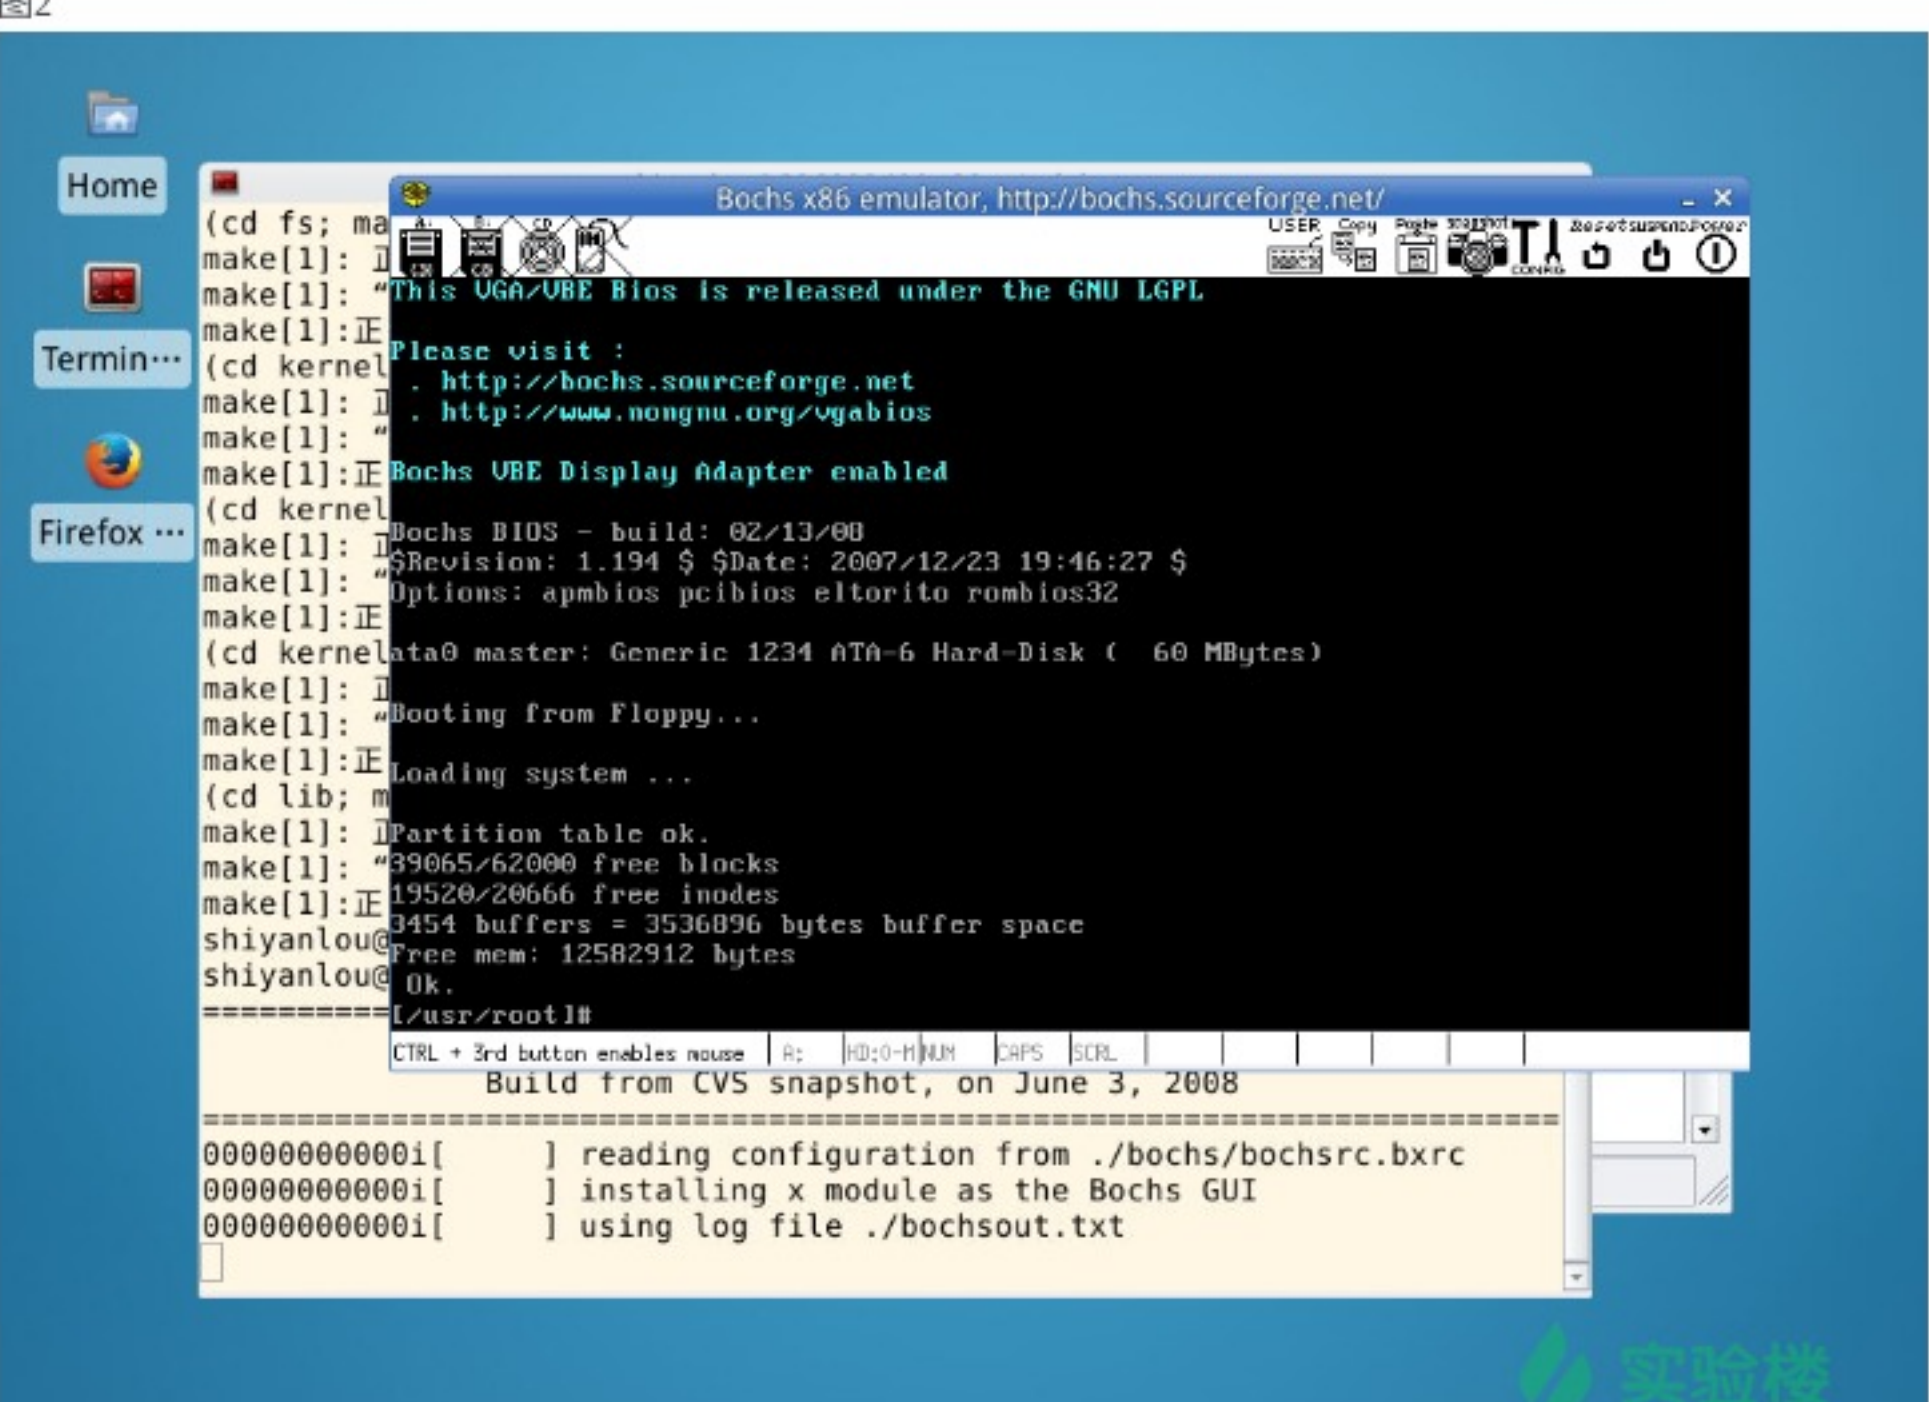 图2
Home
Termin···
Firefox ···
(cd fs; ma
make[1]: 正
make[1]: “
make[1]:正
(cd kernel
make[1]: 正
make[1]: “
make[1]:正
(cd kernel
make[1]: 正
make[1]: “
make[1]:正
(cd kernel
make[1]: 正
make[1]: “
make[1]:正
(cd lib; m
make[1]: 正
make[1]: “
make[1]:正
shiyanlou@
shiyanlou@
==========
Bochs x86 emulator, http://bochs.sourceforge.net/
A: B: CD USER Copy Paste snapshot CONFIG Reset SUSPEND Power
This VGA/VBE Bios is released under the GNU LGPL
Please visit :
. http://bochs.sourceforge.net
. http://www.nongnu.org/vgabios
Bochs VBE Display Adapter enabled
Bochs BIOS - build: 02/13/08
$Revision: 1.194 $ $Date: 2007/12/23 19:46:27 $
Options: apmbios pcibios eltorito rombios32
ata0 master: Generic 1234 ATA-6 Hard-Disk (  60 MBytes)
Booting from Floppy...
Loading system ...
Partition table ok.
39065/62000 free blocks
19520/20666 free inodes
3454 buffers = 3536896 bytes buffer space
Free mem: 12582912 bytes
Ok.
[/usr/root]#
CTRL + 3rd button enables mouse A: HD:0-M NUM CAPS SCRL
Build from CVS snapshot, on June 3, 2008
========================================================================
00000000000i[      ] reading configuration from ./bochs/bochsrc.bxrc
00000000000i[      ] installing x module as the Bochs GUI
00000000000i[      ] using log file ./bochsout.txt
实验楼